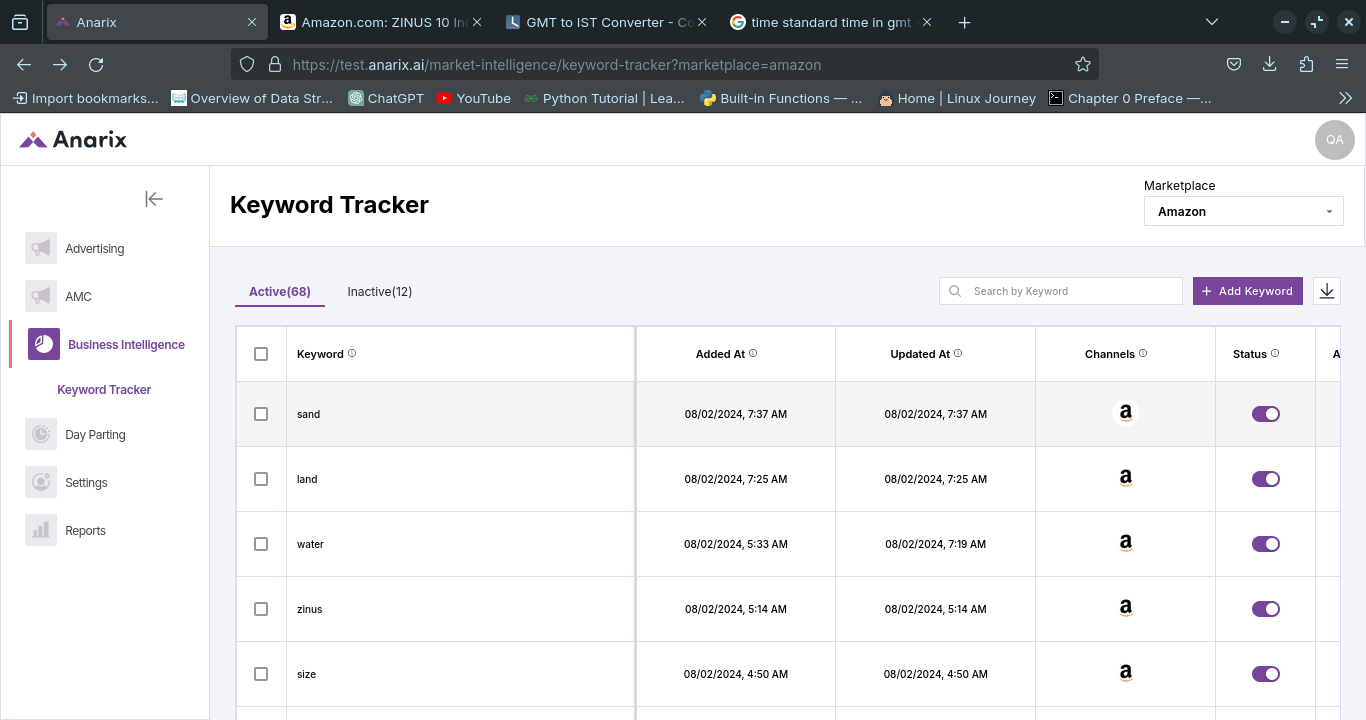 Anarix
Amazon.com: ZINUS 10 In
GMT to IST Converter - Co
time standard time in gmt -
https://test.anarix.ai/market-intelligence/keyword-tracker?marketplace=amazon
Import bookmarks...
Overview of Data Str...
ChatGPT
YouTube
Python Tutorial | Lea...
Built-in Functions — ...
Home | Linux Journey
Chapter 0 Preface —...
Anarix
QA
Keyword Tracker
Marketplace
Amazon
Advertising
AMC
Business Intelligence
Keyword Tracker
Day Parting
Settings
Reports
Active(68)
Inactive(12)
Search by Keyword
+ Add Keyword
Keyword
Added At
Updated At
Channels
Status
A
sand 08/02/2024, 7:37 AM 08/02/2024, 7:37 AM
land 08/02/2024, 7:25 AM 08/02/2024, 7:25 AM
water 08/02/2024, 5:33 AM 08/02/2024, 7:19 AM
zinus 08/02/2024, 5:14 AM 08/02/2024, 5:14 AM
size 08/02/2024, 4:50 AM 08/02/2024, 4:50 AM